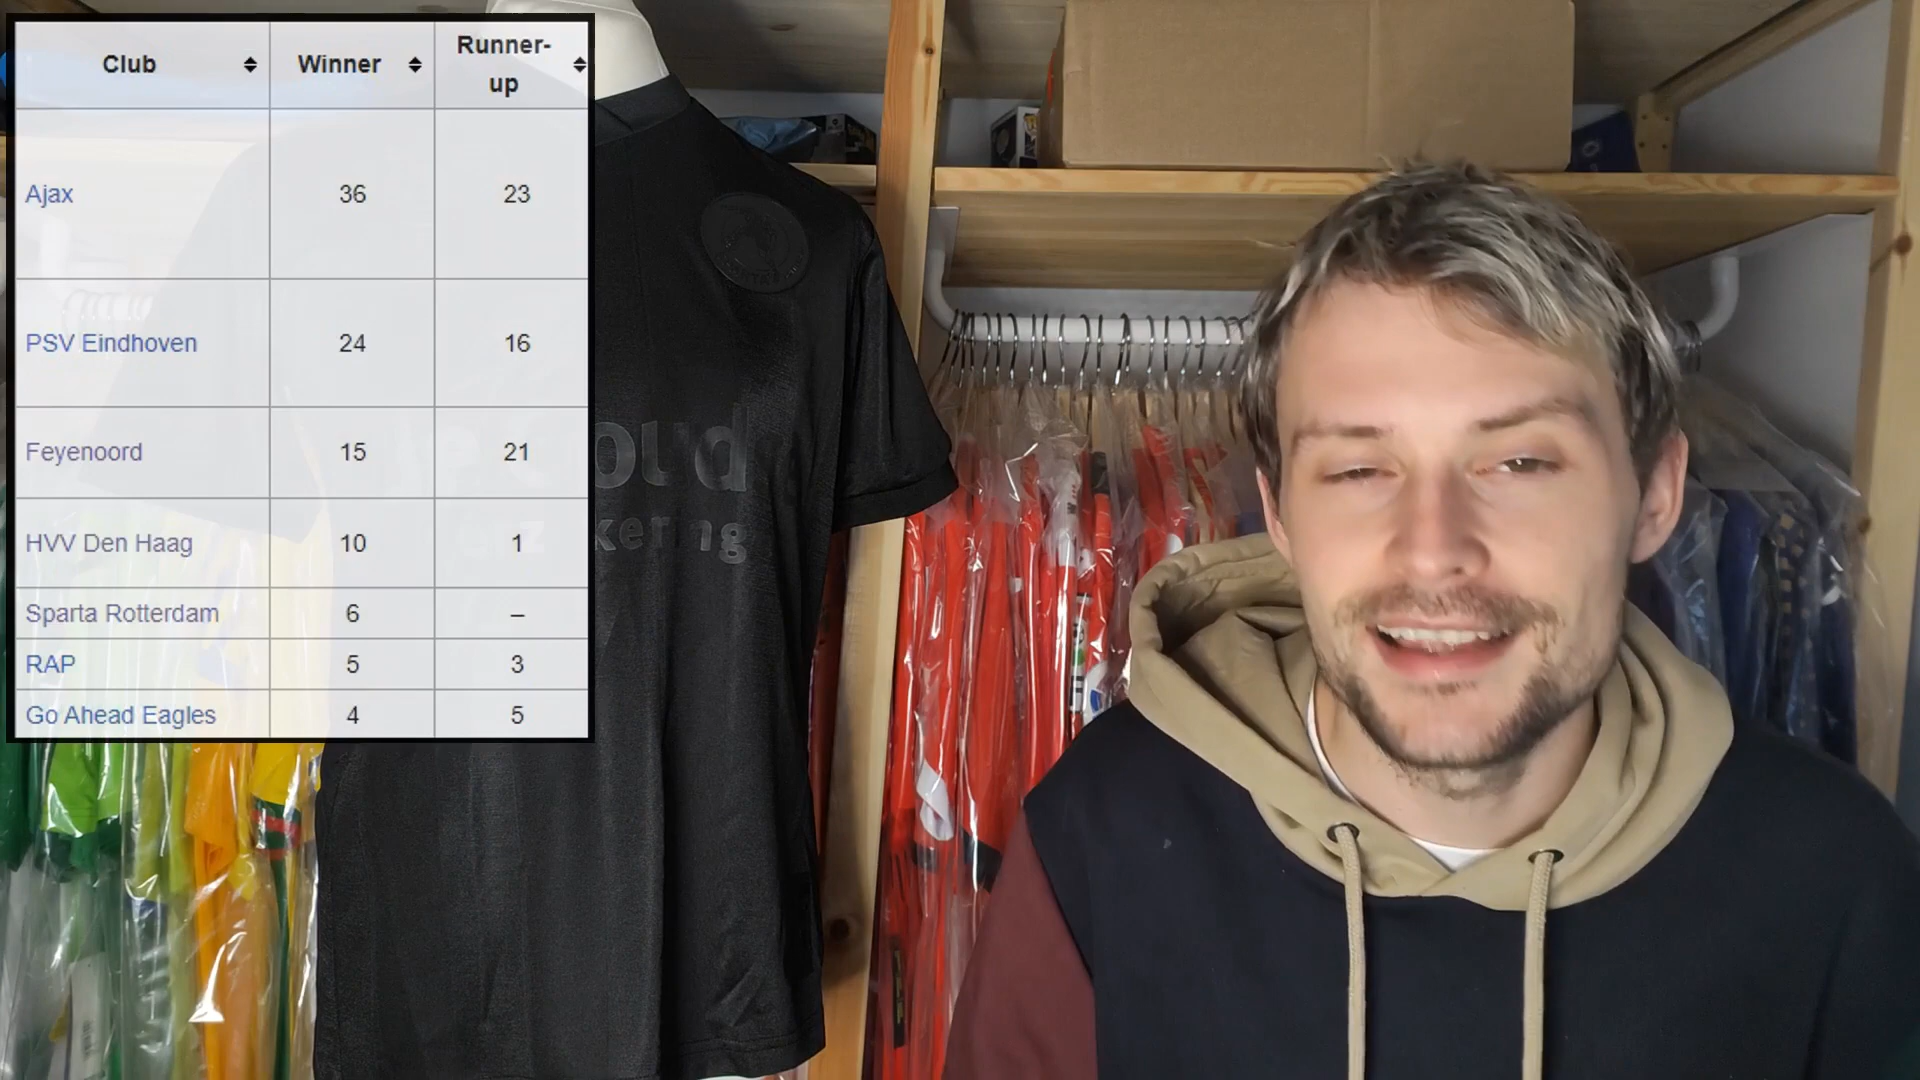 Club Winner Runner-
up
Ajax 36 23
PSV Eindhoven 24 16
Feyenoord 15 21
HVV Den Haag 10 1
Sparta Rotterdam 6 –
RAP 5 3
Go Ahead Eagles 4 5